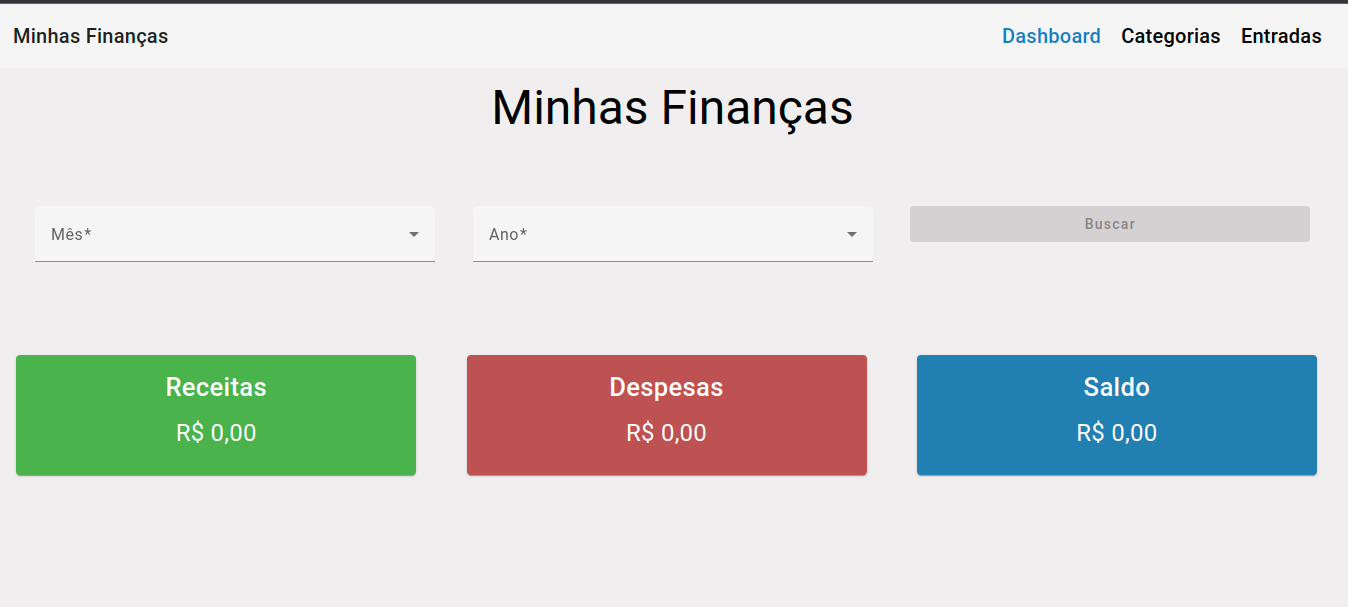 Minhas Finanças
Dashboard Categorias Entradas
Minhas Finanças
Mês*
Ano*
Buscar
Receitas
R$ 0,00
Despesas
R$ 0,00
Saldo
R$ 0,00